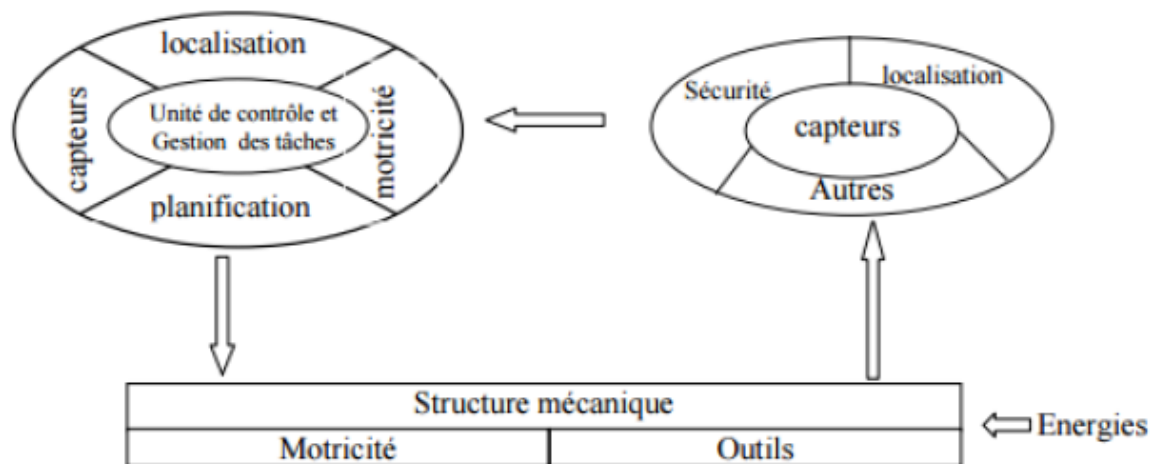 localisation
capteurs
Unité de contrôle et
Gestion des tâches
motricité
planification
Sécurité
localisation
capteurs
Autres
Structure mécanique
Motricité
Outils
Energies